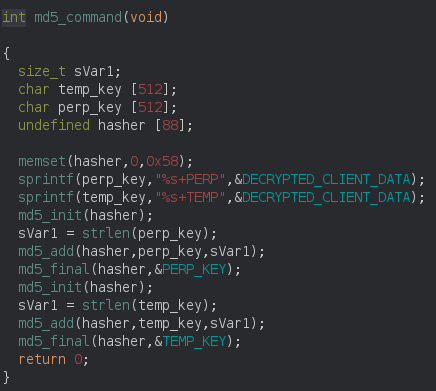 int md5_command(void)
{
size_t sVar1;
char temp_key [512];
char perp_key [512];
undefined hasher [88];
memset(hasher,0,0x58);
sprintf(perp_key,"%s+PERP",&DECRYPTED_CLIENT_DATA);
sprintf(temp_key,"%s+TEMP",&DECRYPTED_CLIENT_DATA);
md5_init(hasher);
sVar1 = strlen(perp_key);
md5_add(hasher,perp_key,sVar1);
md5_final(hasher,&PERP_KEY);
md5_init(hasher);
sVar1 = strlen(temp_key);
md5_add(hasher,temp_key,sVar1);
md5_final(hasher,&TEMP_KEY);
return 0;
}